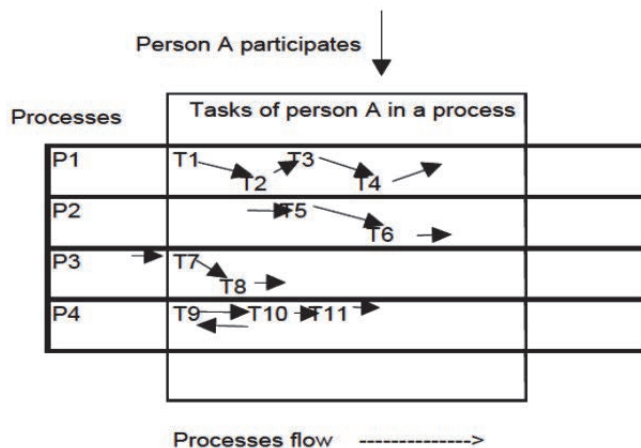 Person A participates
Tasks of person A in a process
Processes
P1 T1 T3
T2 T4
P2 T5
T6
P3 T7
T8
P4 T9 T10 T11
Processes flow -------------->